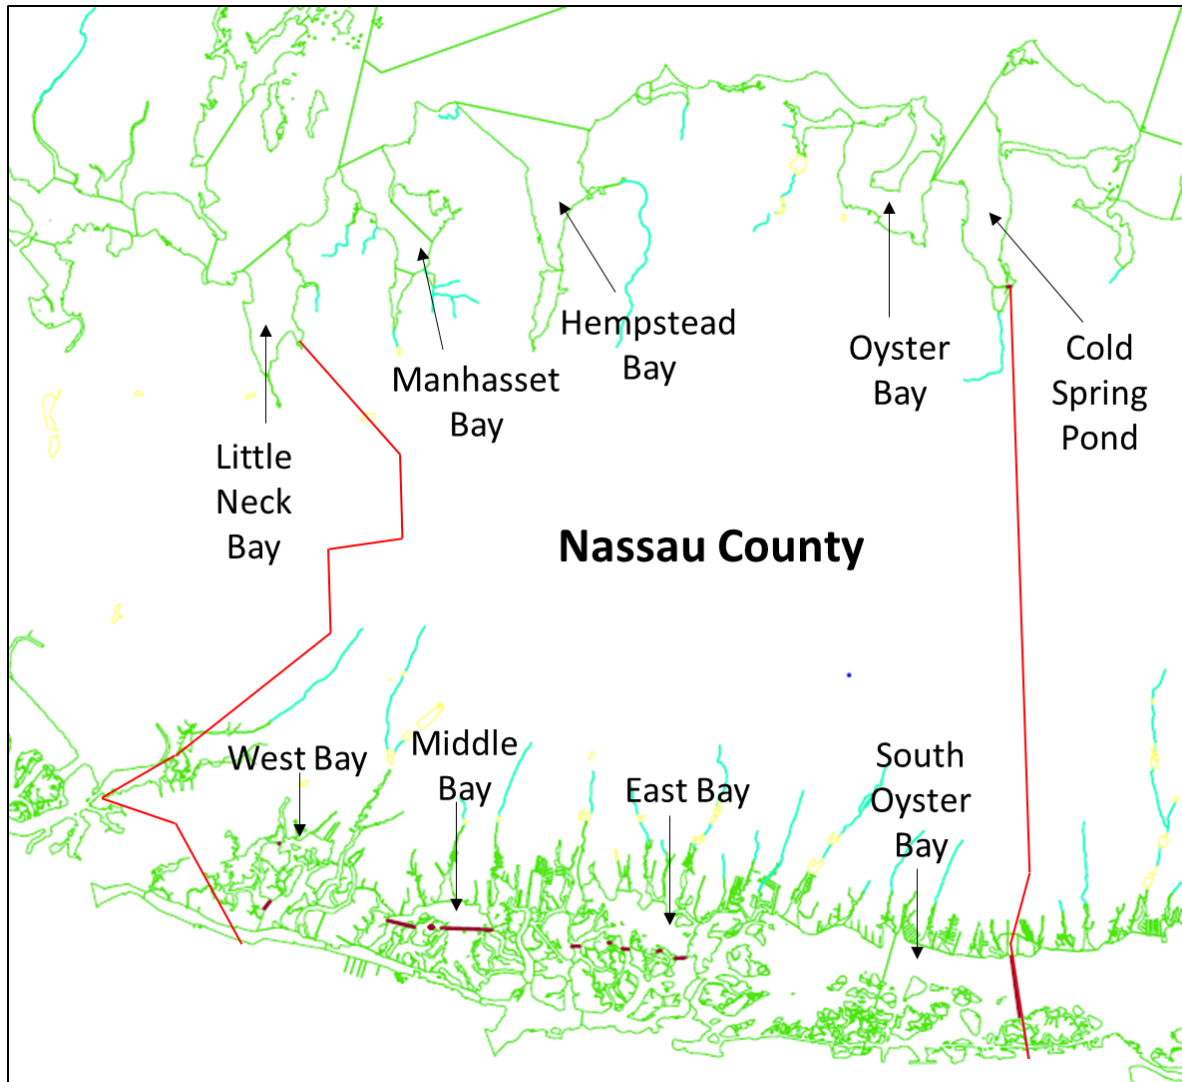 Hempstead
Bay
Oyster
Bay
Cold
Spring
Pond
Manhasset
Bay
Little
Neck
Bay
Nassau County
West Bay
Middle
Bay
East Bay
South
Oyster
Bay